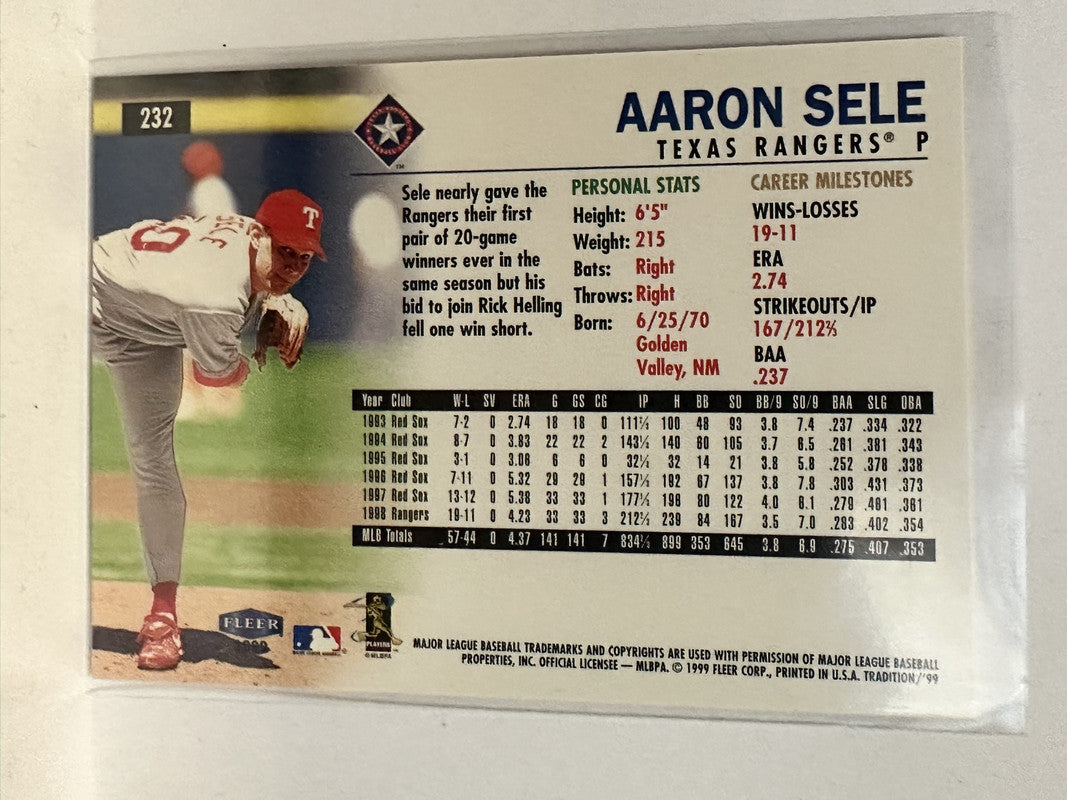 232
AARON SELE
TEXAS RANGERS® P
Sele nearly gave the
Rangers their first
pair of 20-game
winners ever in the
same season but his
bid to join Rick Helling
fell one win short.
PERSONAL STATS
Height: 6'5"
Weight: 215
Bats: Right
Throws: Right
Born: 6/25/70
Golden
Valley, NM
CAREER MILESTONES
WINS-LOSSES
19-11
ERA
2.74
STRIKEOUTS/IP
167/212⅔
BAA
.237
Year Club W-L SV ERA G GS CG IP H BB SO BB/9 SO/9 BAA SLG OBA
1993 Red Sox 7-2 0 2.74 18 18 0 111⅔ 100 48 93 3.8 7.4 .237 .334 .322
1994 Red Sox 8-7 0 3.83 22 22 2 143⅓ 140 60 105 3.7 6.5 .261 .381 .343
1995 Red Sox 3-1 0 3.06 6 6 0 32⅓ 32 14 21 3.8 5.8 .252 .378 .338
1996 Red Sox 7-11 0 5.32 29 29 1 157⅓ 192 67 137 3.8 7.8 .303 .431 .373
1997 Red Sox 13-12 0 5.38 33 33 1 177⅓ 196 80 122 4.0 6.1 .279 .461 .361
1998 Rangers 19-11 0 4.23 33 33 3 212⅔ 239 84 167 3.5 7.0 .283 .402 .354
MLB Totals 57-44 0 4.37 141 141 7 834⅔ 899 353 645 3.8 6.9 .275 .407 .353
T
FLEER
PLAYERS
MAJOR LEAGUE BASEBALL TRADEMARKS AND COPYRIGHTS ARE USED WITH PERMISSION OF MAJOR LEAGUE BASEBALL
PROPERTIES, INC. OFFICIAL LICENSEE — MLBPA. © 1999 FLEER CORP., PRINTED IN U.S.A. TRADITION/'99